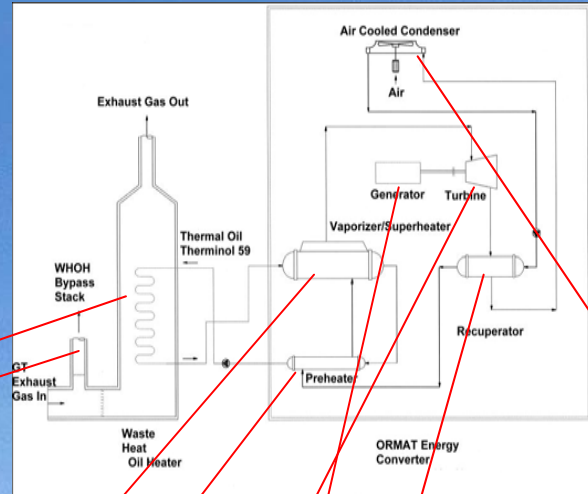 Air Cooled Condenser
Air
Exhaust Gas Out
Generator
Turbine
Vaporizer/Superheater
Thermal Oil
Therminol 59
WHOH
Bypass
Stack
Recuperator
GT
Exhaust
Gas In
Preheater
Waste
Heat
Oil Heater
ORMAT Energy
Converter